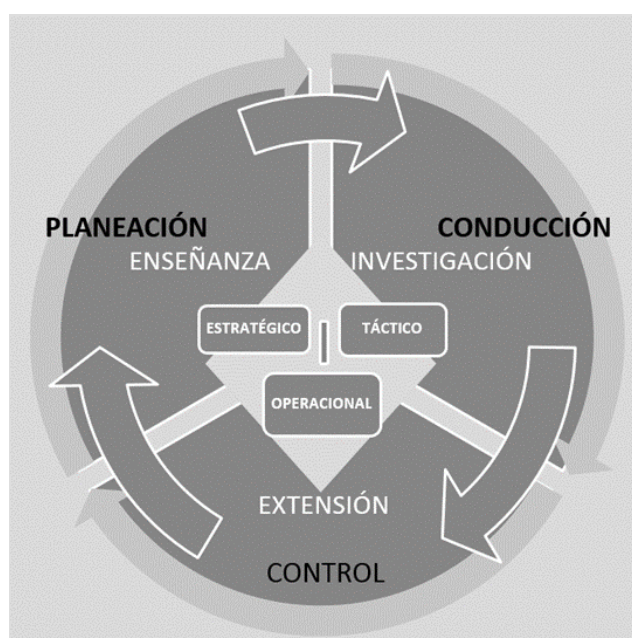 PLANEACIÓN
CONDUCCIÓN
ENSEÑANZA
INVESTIGACIÓN
ESTRATÉGICO
TÁCTICO
OPERACIONAL
EXTENSIÓN
CONTROL